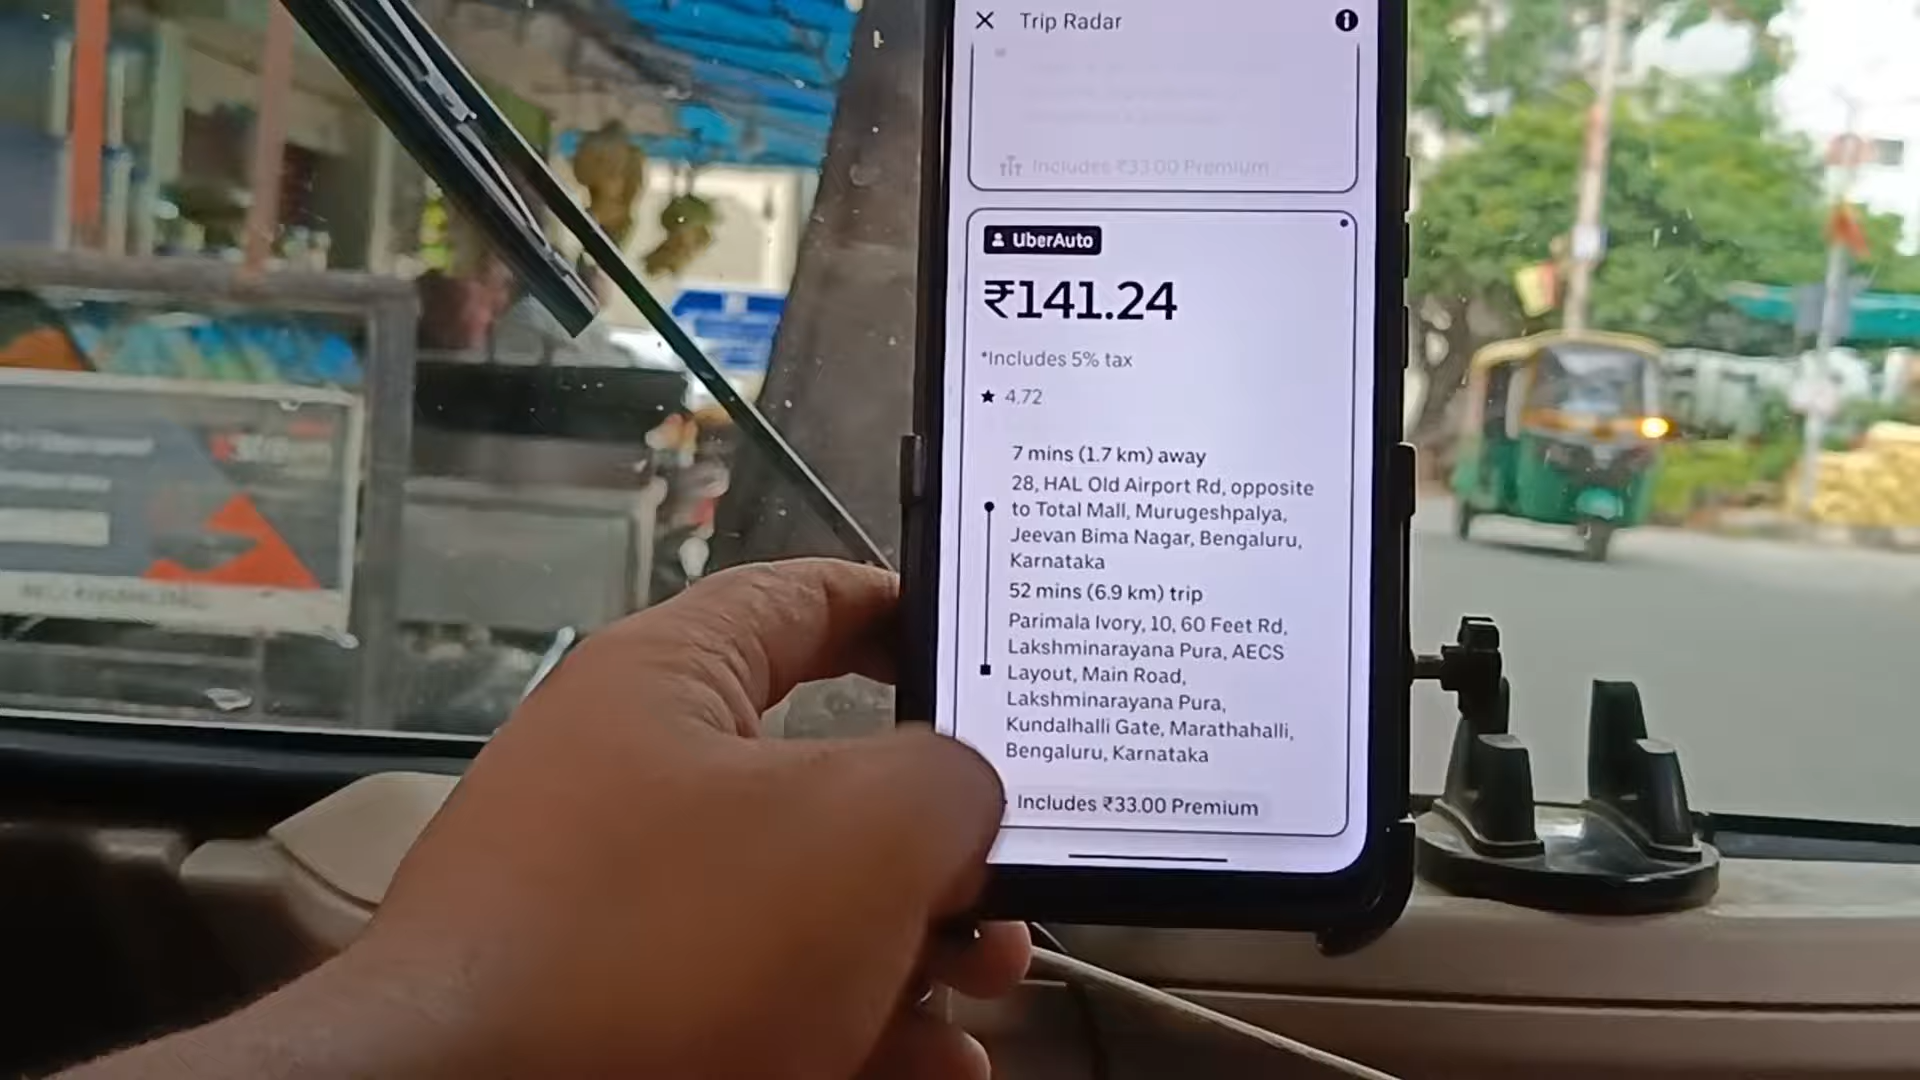 Trip Radar
Includes ₹33.00 Premium
UberAuto
₹141.24
*Includes 5% tax
4.72
7 mins (1.7 km) away
28, HAL Old Airport Rd, opposite
to Total Mall, Murugeshpalya,
Jeevan Bima Nagar, Bengaluru,
Karnataka
52 mins (6.9 km) trip
Parimala Ivory, 10, 60 Feet Rd,
Lakshminarayana Pura, AECS
Layout, Main Road,
Lakshminarayana Pura,
Kundalhalli Gate, Marathahalli,
Bengaluru, Karnataka
Includes ₹33.00 Premium